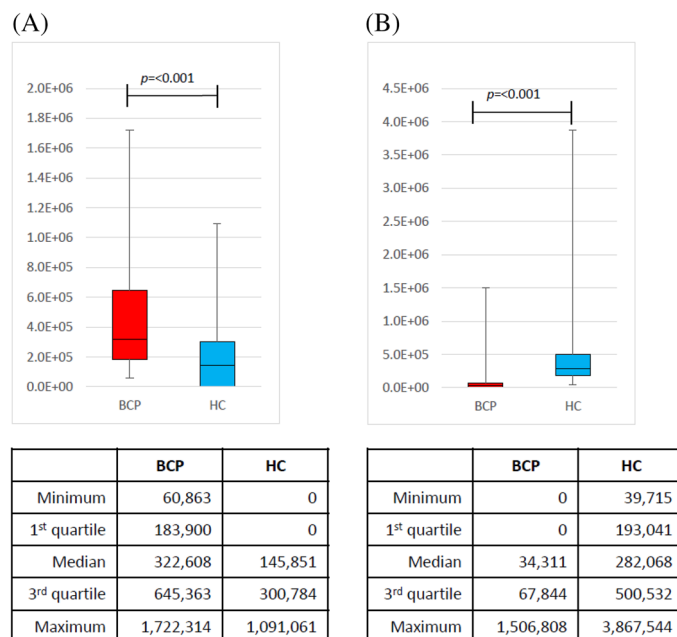 (A)
p=<0.001
2.0E+06
1.8E+06
1.6E+06
1.4E+06
1.2E+06
1.0E+06
8.0E+05
6.0E+05
4.0E+05
2.0E+05
0.0E+00
BCP HC
BCP HC
Minimum 60,863 0
1st quartile 183,900 0
Median 322,608 145,851
3rd quartile 645,363 300,784
Maximum 1,722,314 1,091,061
(B)
p=<0.001
4.5E+06
4.0E+06
3.5E+06
3.0E+06
2.5E+06
2.0E+06
1.5E+06
1.0E+06
5.0E+05
0.0E+00
BCP HC
BCP HC
Minimum 0 39,715
1st quartile 0 193,041
Median 34,311 282,068
3rd quartile 67,844 500,532
Maximum 1,506,808 3,867,544